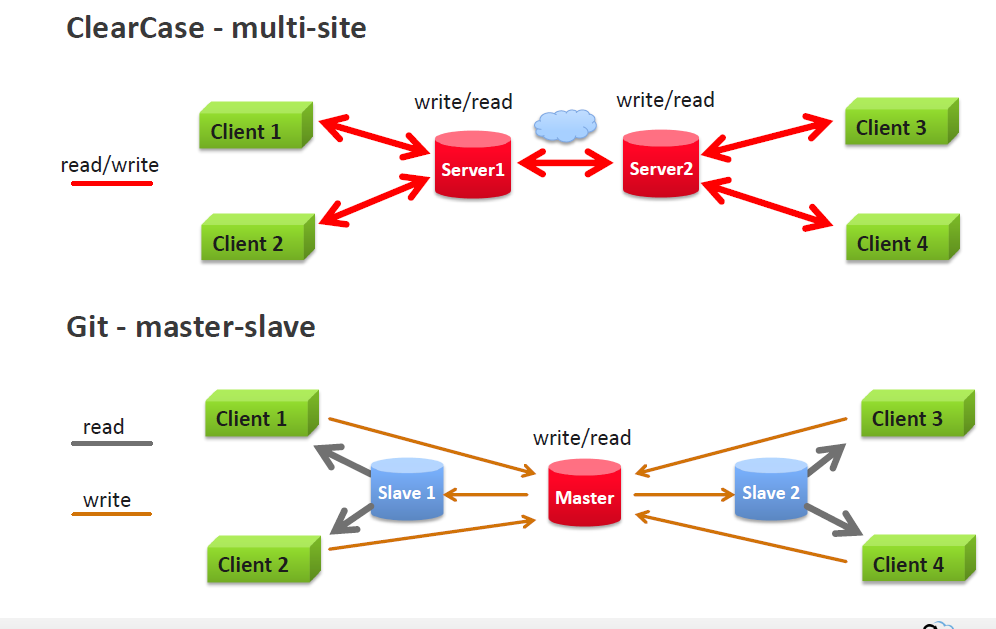 ClearCase - multi-site
write/read
write/read
Client 1
Client 3
read/write
Server1
Server2
Client 2
Client 4
Git - master-slave
Client 1
Client 3
read
write/read
Slave 1
Master
Slave 2
write
Client 2
Client 4